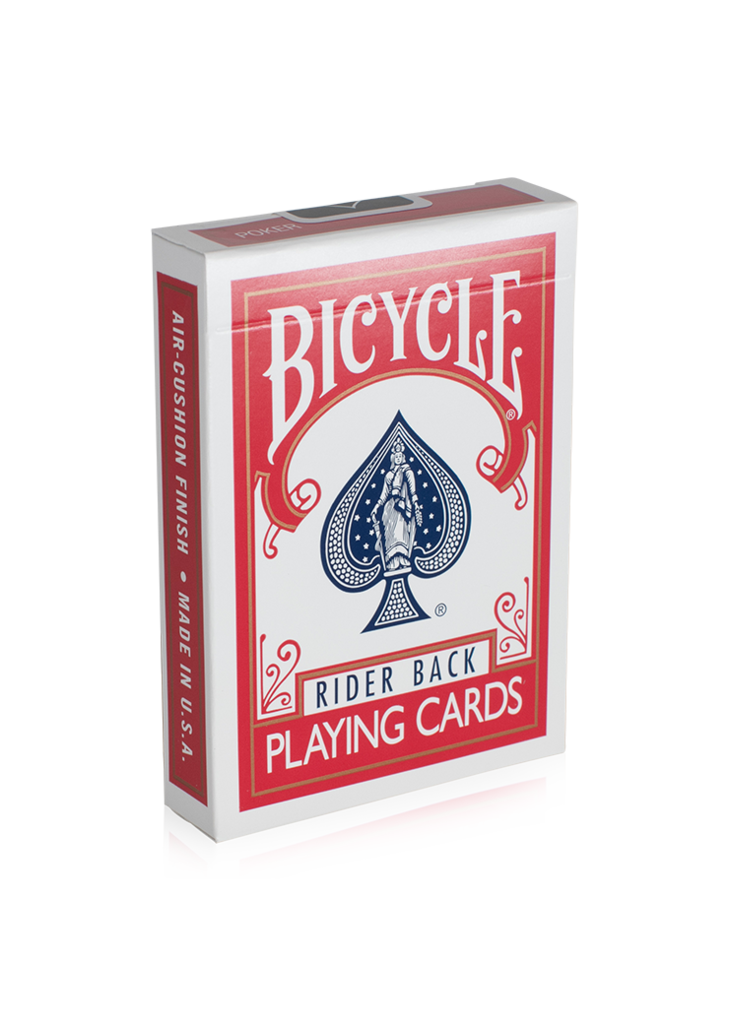 POKER
BICYCLE®
®
RIDER BACK
PLAYING CARDS
AIR-CUSHION FINISH • MADE IN U.S.A.